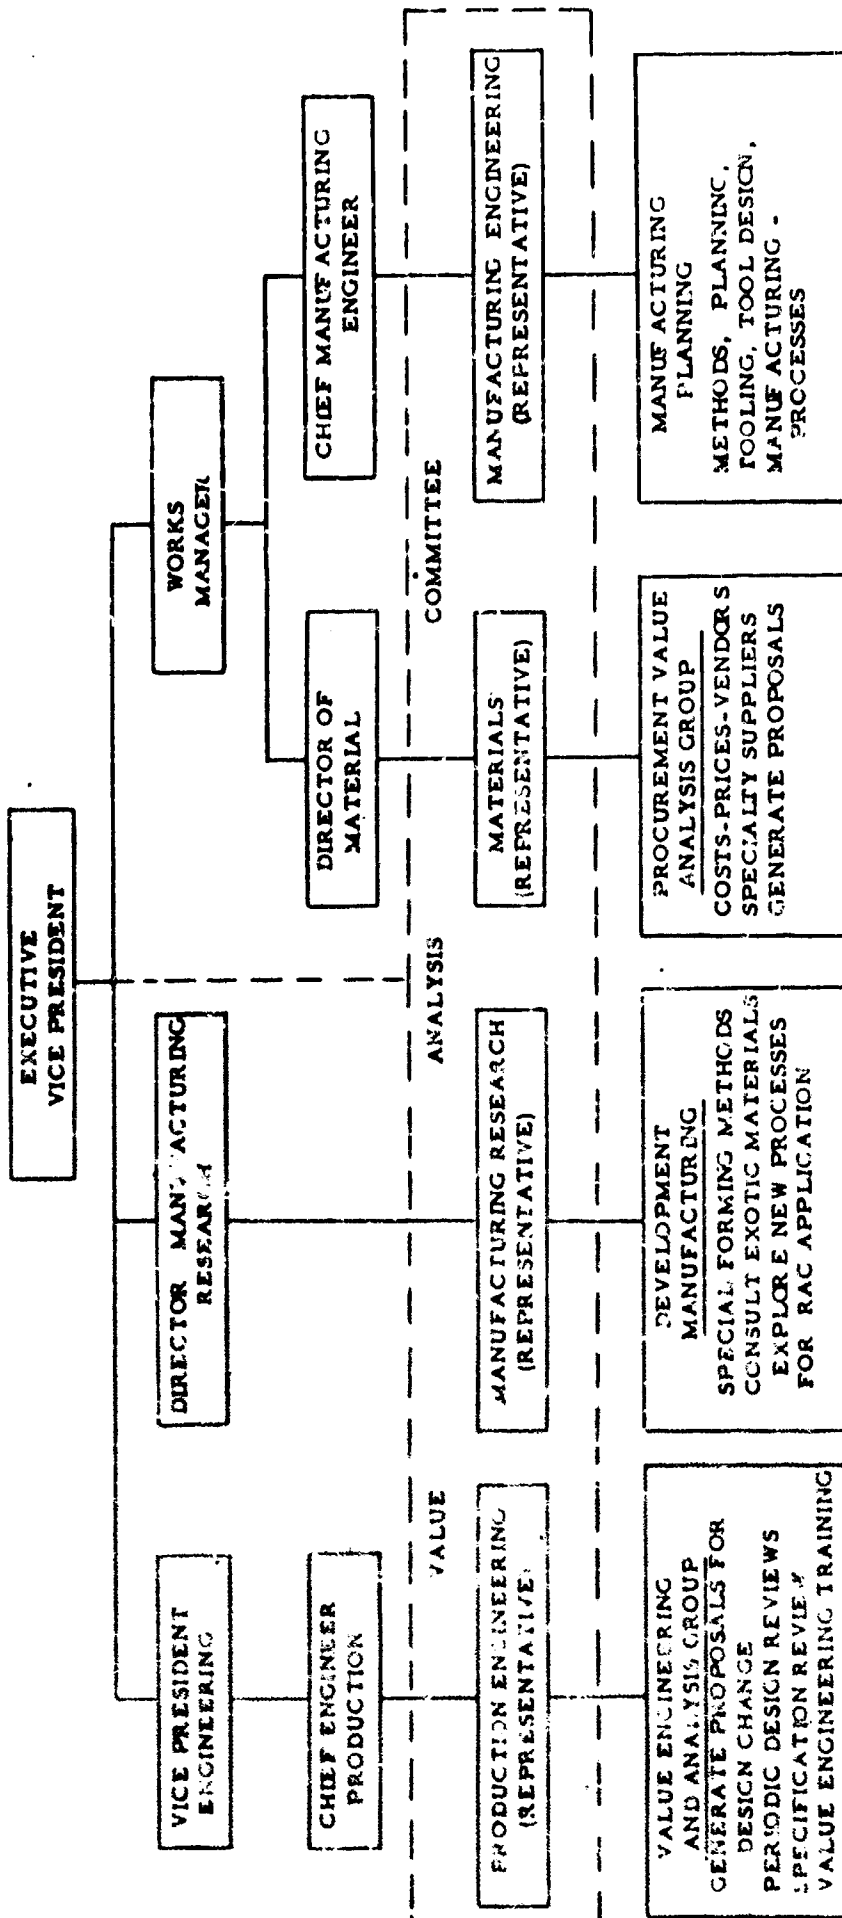 EXECUTIVE
VICE PRESIDENT
VICE PRESIDENT
ENGINEERING
DIRECTOR MANUFACTURING
RESEARCH
WORKS
MANAGER
CHIEF ENGINEER
PRODUCTION
DIRECTOR OF
MATERIAL
CHIEF MANUFACTURING
ENGINEER
VALUE ANALYSIS COMMITTEE
PRODUCTION ENGINEERING
(REPRESENTATIVE)
MANUFACTURING RESEARCH
(REPRESENTATIVE)
MATERIALS
(REPRESENTATIVE)
MANUFACTURING ENGINEERING
(REPRESENTATIVE)
VALUE ENGINEERING
AND ANALYSIS GROUP
GENERATE PROPOSALS FOR
DESIGN CHANGE
PERIODIC DESIGN REVIEWS
SPECIFICATION REVIEW
VALUE ENGINEERING TRAINING
DEVELOPMENT
MANUFACTURING
SPECIAL FORMING METHODS
CONSULT EXOTIC MATERIALS
EXPLORE NEW PROCESSES
FOR RAC APPLICATION
PROCUREMENT VALUE
ANALYSIS GROUP
COSTS-PRICES-VENDORS
SPECIALTY SUPPLIERS
GENERATE PROPOSALS
MANUFACTURING
PLANNING
METHODS, PLANNING,
TOOLING, TOOL DESIGN,
MANUFACTURING -
PROCESSES